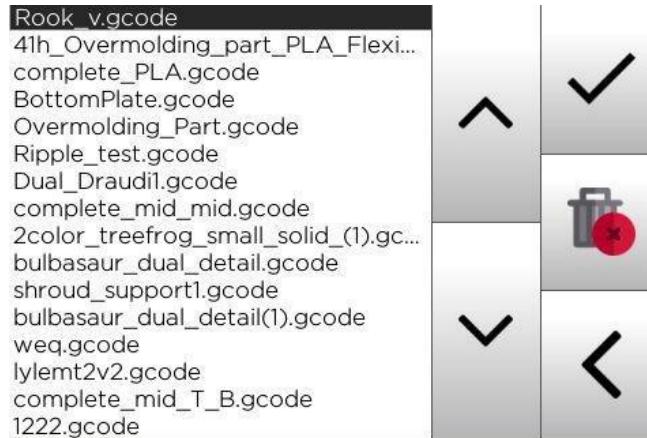 Rook_v.gcode
41h_Overmolding_part_PLA_Flexi...
complete_PLA.gcode
BottomPlate.gcode
Overmolding_Part.gcode
Ripple_test.gcode
Dual_Draudi1.gcode
complete_mid_mid.gcode
2color_treefrog_small_solid_(1).gc...
bulbasaur_dual_detail.gcode
shroud_support1.gcode
bulbasaur_dual_detail(1).gcode
weq.gcode
lylemt2v2.gcode
complete_mid_T_B.gcode
1222.gcode